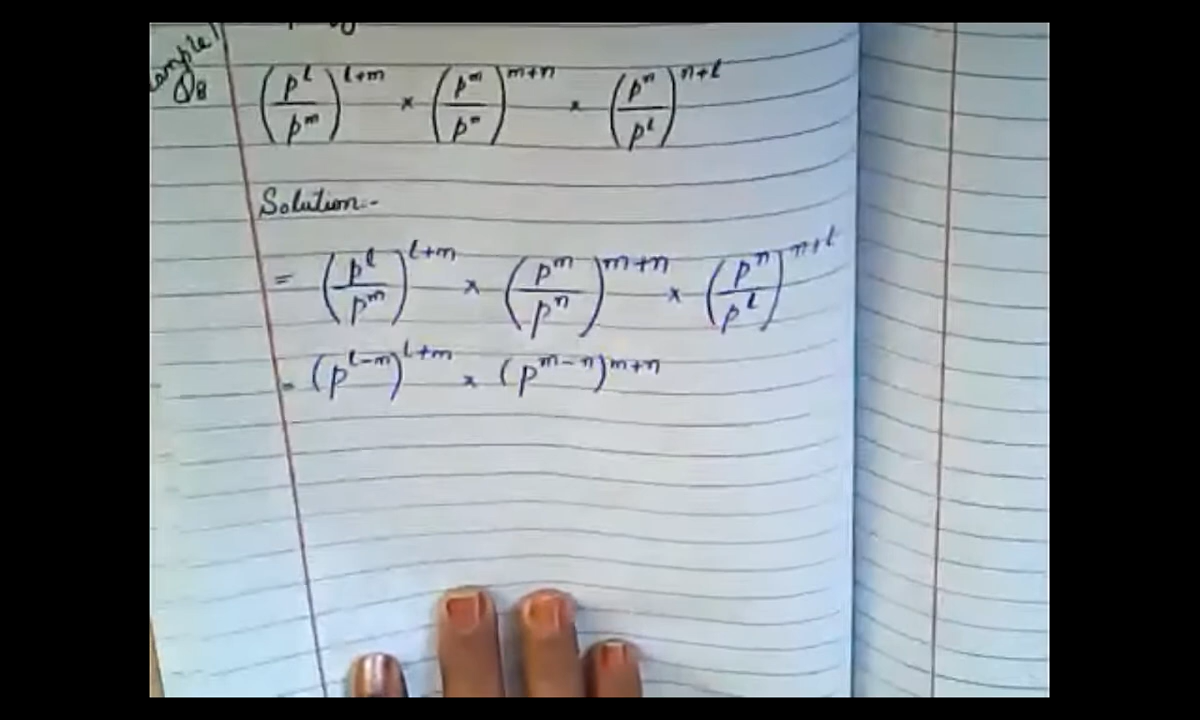 Q8
(p^l/p^m)^l+m × (p^m/p^n)^m+n × (p^n/p^l)^n+l
Solution.-
= (p^l/p^m)^l+m × (p^m/p^n)^m+n × (p^n/p^l)^n+l
= (p^l-m)^l+m × (p^m-n)^m+n